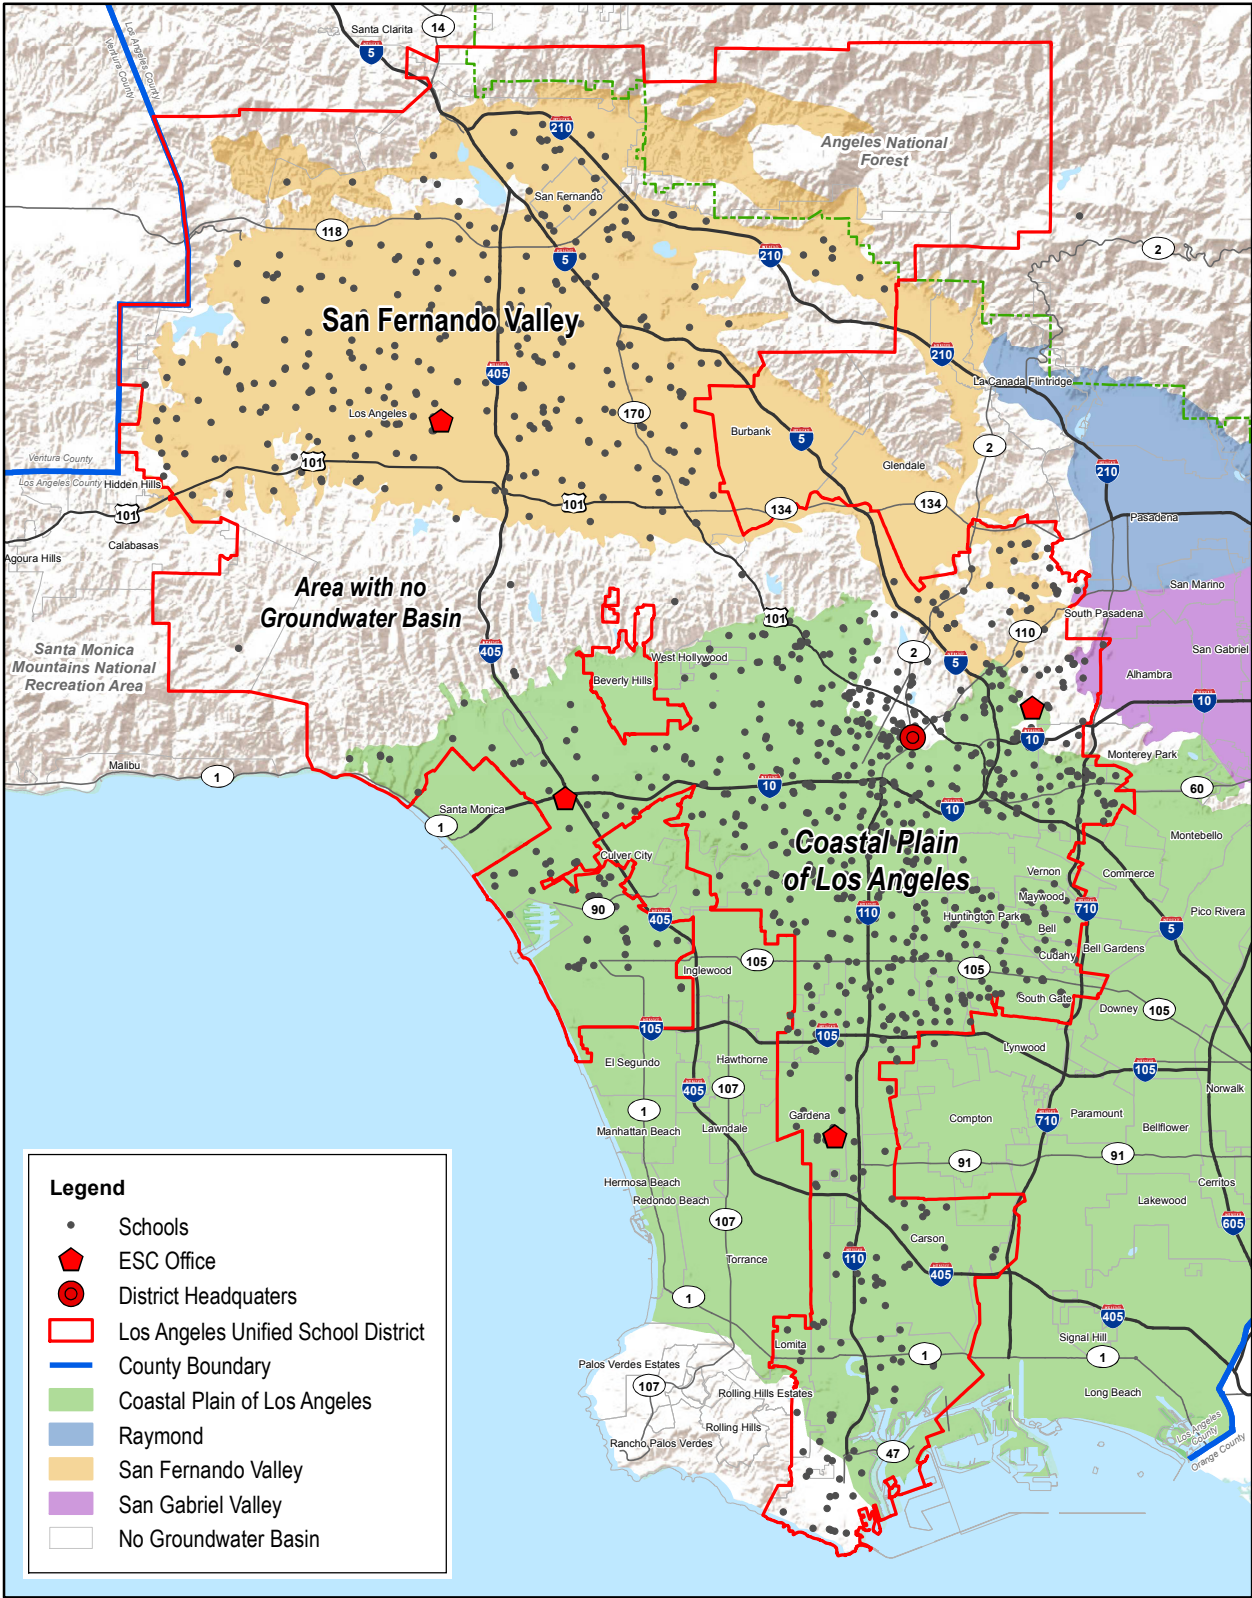 Santa Clarita
14
5
Los Angeles County
Ventura County
210
Angeles National
Forest
San Fernando
118
2
5
210
San Fernando Valley
405
210
La Canada Flintridge
Los Angeles
170
Burbank
5
2
Glendale
Ventura County
101
Los Angeles County
Hidden Hills
210
101
101
134
134
Pasadena
Calabasas
Agoura Hills
Area with no
Groundwater Basin
San Marino
101
South Pasadena
110
Santa Monica
Mountains National
Recreation Area
405
West Hollywood
2
5
San Gabriel
Beverly Hills
Alhambra
10
10
Monterey Park
Malibu
1
10
60
Santa Monica
1
10
Montebello
Coastal Plain
of Los Angeles
Culver City
Vernon
Commerce
Maywood
90
405
110
Huntington Park
710
Pico Rivera
Bell
5
Bell Gardens
Cudahy
Inglewood
105
105
South Gate
Downey
105
105
105
Lynwood
El Segundo
Hawthorne
105
405
107
Norwalk
1
Gardena
Compton
710
Paramount
Manhattan Beach
Lawndale
Bellflower
91
91
Hermosa Beach
Cerritos
Redondo Beach
Lakewood
107
605
Carson
Torrance
110
405
1
405
Signal Hill
Lomita
1
1
Palos Verdes Estates
107
Rolling Hills Estates
Long Beach
Rolling Hills
Rancho Palos Verdes
47
Los Angeles
County
Orange County
Legend
Schools
ESC Office
District Headquaters
Los Angeles Unified School District
County Boundary
Coastal Plain of Los Angeles
Raymond
San Fernando Valley
San Gabriel Valley
No Groundwater Basin